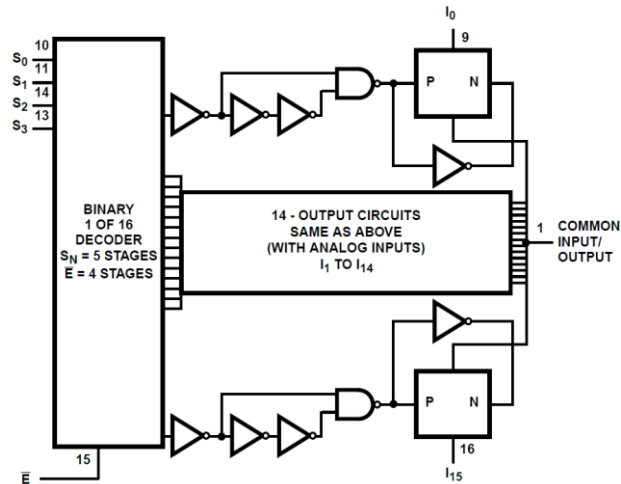 I0
9
10
S0
11
S1
14
S2
13
S3
P N
BINARY
1 OF 16
DECODER
SN = 5 STAGES
E̅ = 4 STAGES
14 - OUTPUT CIRCUITS
SAME AS ABOVE
(WITH ANALOG INPUTS)
I1 TO I14
1
COMMON
INPUT/
OUTPUT
P N
15
E̅
16
I15